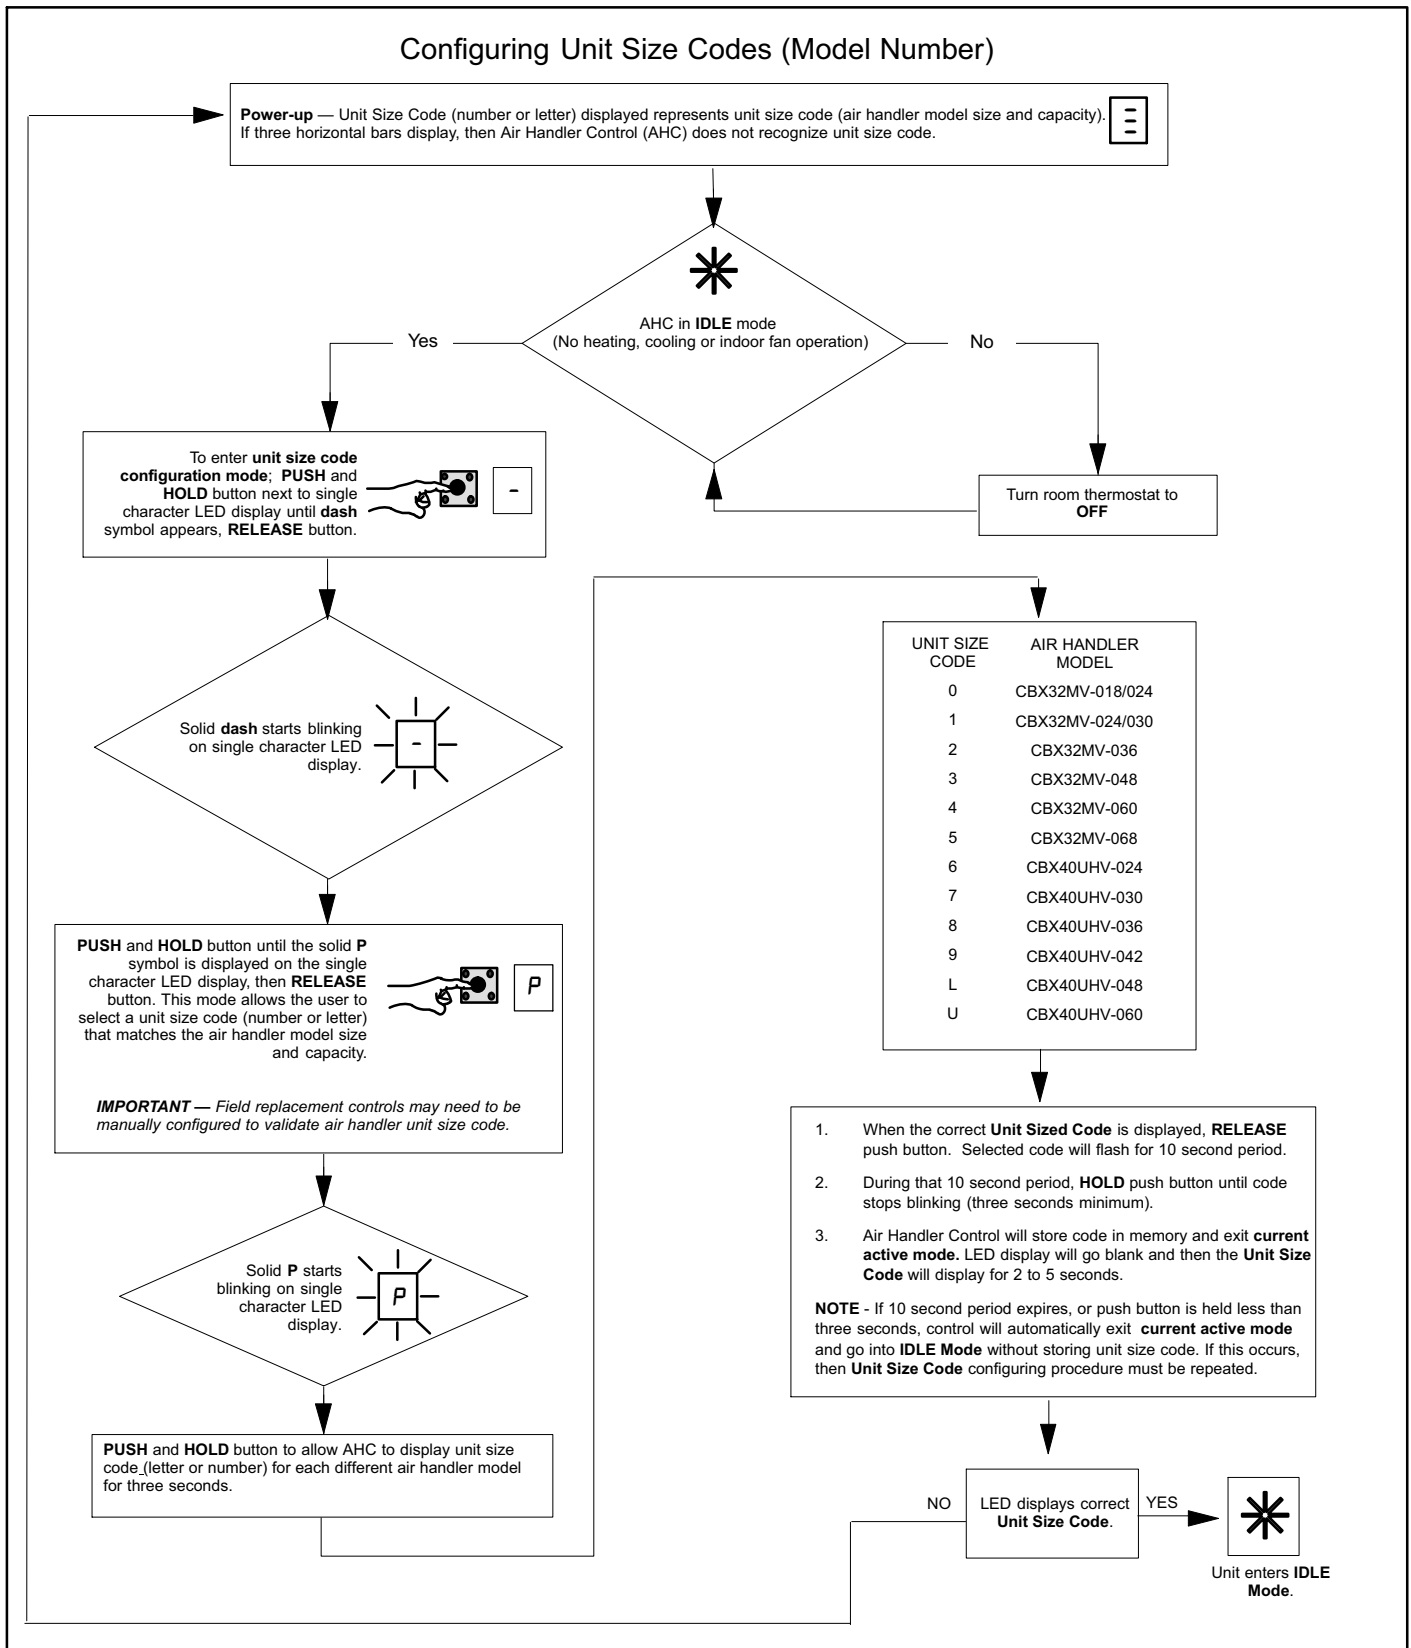 Configuring Unit Size Codes (Model Number)
Power-up — Unit Size Code (number or letter) displayed represents unit size code (air handler model size and capacity).
If three horizontal bars display, then Air Handler Control (AHC) does not recognize unit size code.
AHC in IDLE mode
(No heating, cooling or indoor fan operation)
Yes
No
To enter unit size code
configuration mode; PUSH and
HOLD button next to single
character LED display until dash
symbol appears, RELEASE button.
-
Turn room thermostat to
OFF
Solid dash starts blinking
on single character LED
display.
-
PUSH and HOLD button until the solid P
symbol is displayed on the single
character LED display, then RELEASE
button. This mode allows the user to
select a unit size code (number or letter)
that matches the air handler model size
and capacity.
P
IMPORTANT — Field replacement controls may need to be
manually configured to validate air handler unit size code.
Solid P starts
blinking on single
character LED
display.
P
PUSH and HOLD button to allow AHC to display unit size
code (letter or number) for each different air handler model
for three seconds.
UNIT SIZE CODE AIR HANDLER MODEL
0 CBX32MV-018/024
1 CBX32MV-024/030
2 CBX32MV-036
3 CBX32MV-048
4 CBX32MV-060
5 CBX32MV-068
6 CBX40UHV-024
7 CBX40UHV-030
8 CBX40UHV-036
9 CBX40UHV-042
L CBX40UHV-048
U CBX40UHV-060
1. When the correct Unit Sized Code is displayed, RELEASE
push button. Selected code will flash for 10 second period.
2. During that 10 second period, HOLD push button until code
stops blinking (three seconds minimum).
3. Air Handler Control will store code in memory and exit current
active mode. LED display will go blank and then the Unit Size
Code will display for 2 to 5 seconds.
NOTE - If 10 second period expires, or push button is held less than
three seconds, control will automatically exit current active mode
and go into IDLE Mode without storing unit size code. If this occurs,
then Unit Size Code configuring procedure must be repeated.
NO
LED displays correct
Unit Size Code.
YES
Unit enters IDLE
Mode.